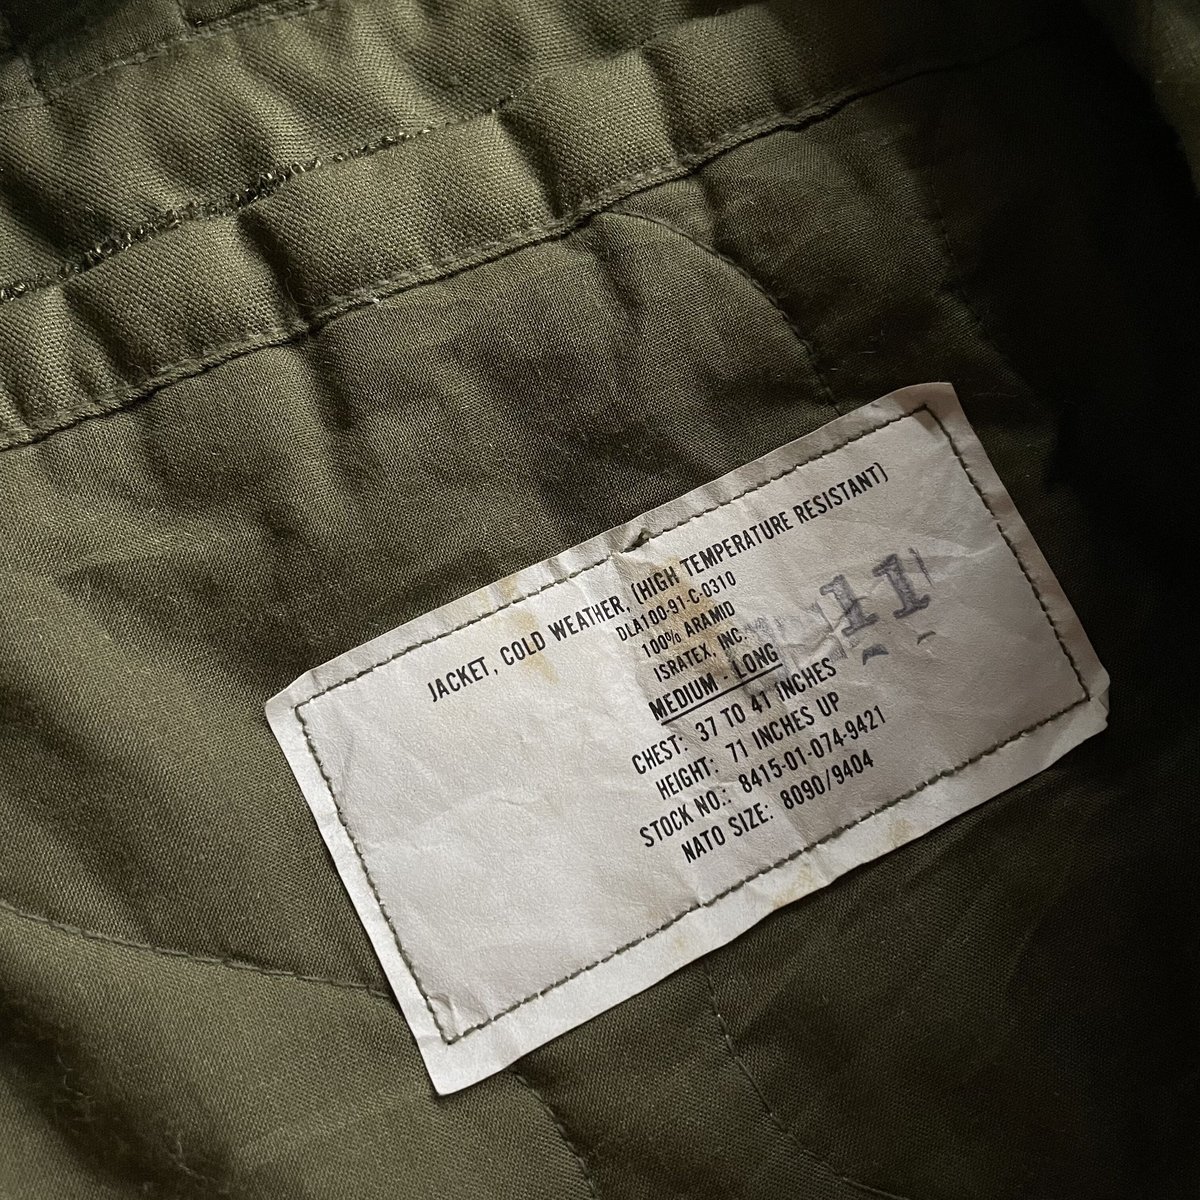 JACKET, COLD WEATHER, (HIGH TEMPERATURE RESISTANT)
DLA100-91-C-0310
100% ARAMID
ISRATEX, INC.
MEDIUM - LONG
CHEST: 37 TO 41 INCHES
HEIGHT: 71 INCHES UP
STOCK NO.: 8415-01-074-9421
NATO SIZE: 8090/9404
11